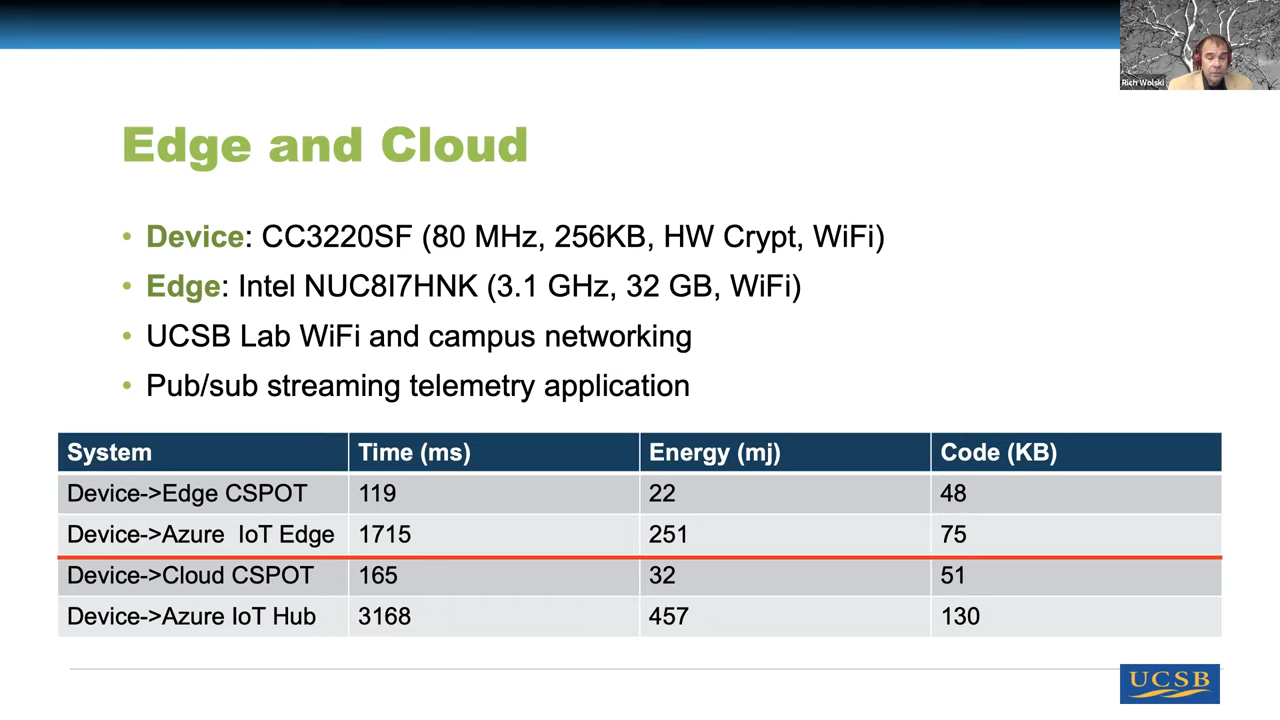 Rich Wolski
Edge and Cloud
• Device: CC3220SF (80 MHz, 256KB, HW Crypt, WiFi)
• Edge: Intel NUC8I7HNK (3.1 GHz, 32 GB, WiFi)
• UCSB Lab WiFi and campus networking
• Pub/sub streaming telemetry application
System Time (ms) Energy (mj) Code (KB)
Device->Edge CSPOT 119 22 48
Device->Azure IoT Edge 1715 251 75
Device->Cloud CSPOT 165 32 51
Device->Azure IoT Hub 3168 457 130
UCSB